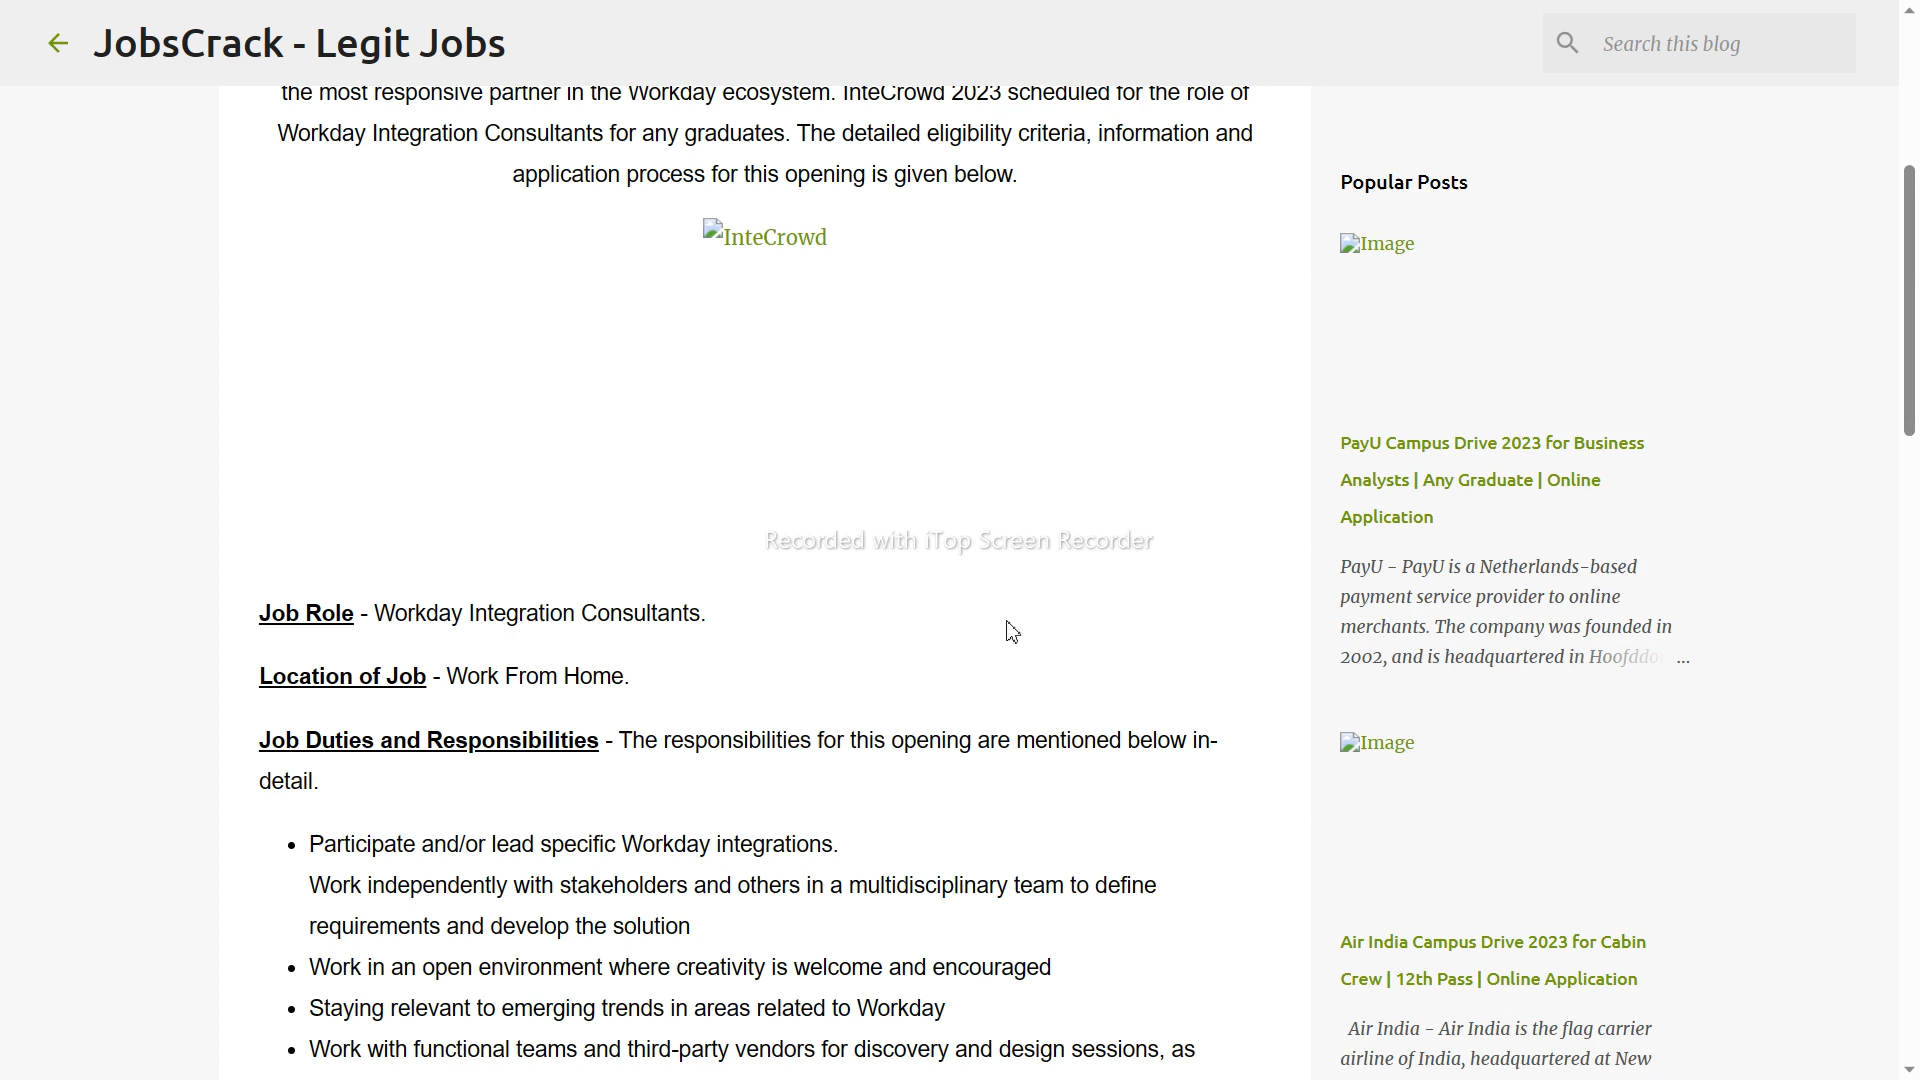 JobsCrack - Legit Jobs
Search this blog
the most responsive partner in the Workday ecosystem. InteCrowd 2023 scheduled for the role of
Workday Integration Consultants for any graduates. The detailed eligibility criteria, information and
application process for this opening is given below.
InteCrowd
Recorded with iTop Screen Recorder
Job Role - Workday Integration Consultants.
Location of Job - Work From Home.
Job Duties and Responsibilities - The responsibilities for this opening are mentioned below in-
detail.
• Participate and/or lead specific Workday integrations.
Work independently with stakeholders and others in a multidisciplinary team to define
requirements and develop the solution
• Work in an open environment where creativity is welcome and encouraged
• Staying relevant to emerging trends in areas related to Workday
• Work with functional teams and third-party vendors for discovery and design sessions, as
Popular Posts
Image
PayU Campus Drive 2023 for Business
Analysts | Any Graduate | Online
Application
PayU - PayU is a Netherlands-based
payment service provider to online
merchants. The company was founded in
2002, and is headquartered in Hoofddo ...
Image
Air India Campus Drive 2023 for Cabin
Crew | 12th Pass | Online Application
Air India - Air India is the flag carrier
airline of India, headquartered at New